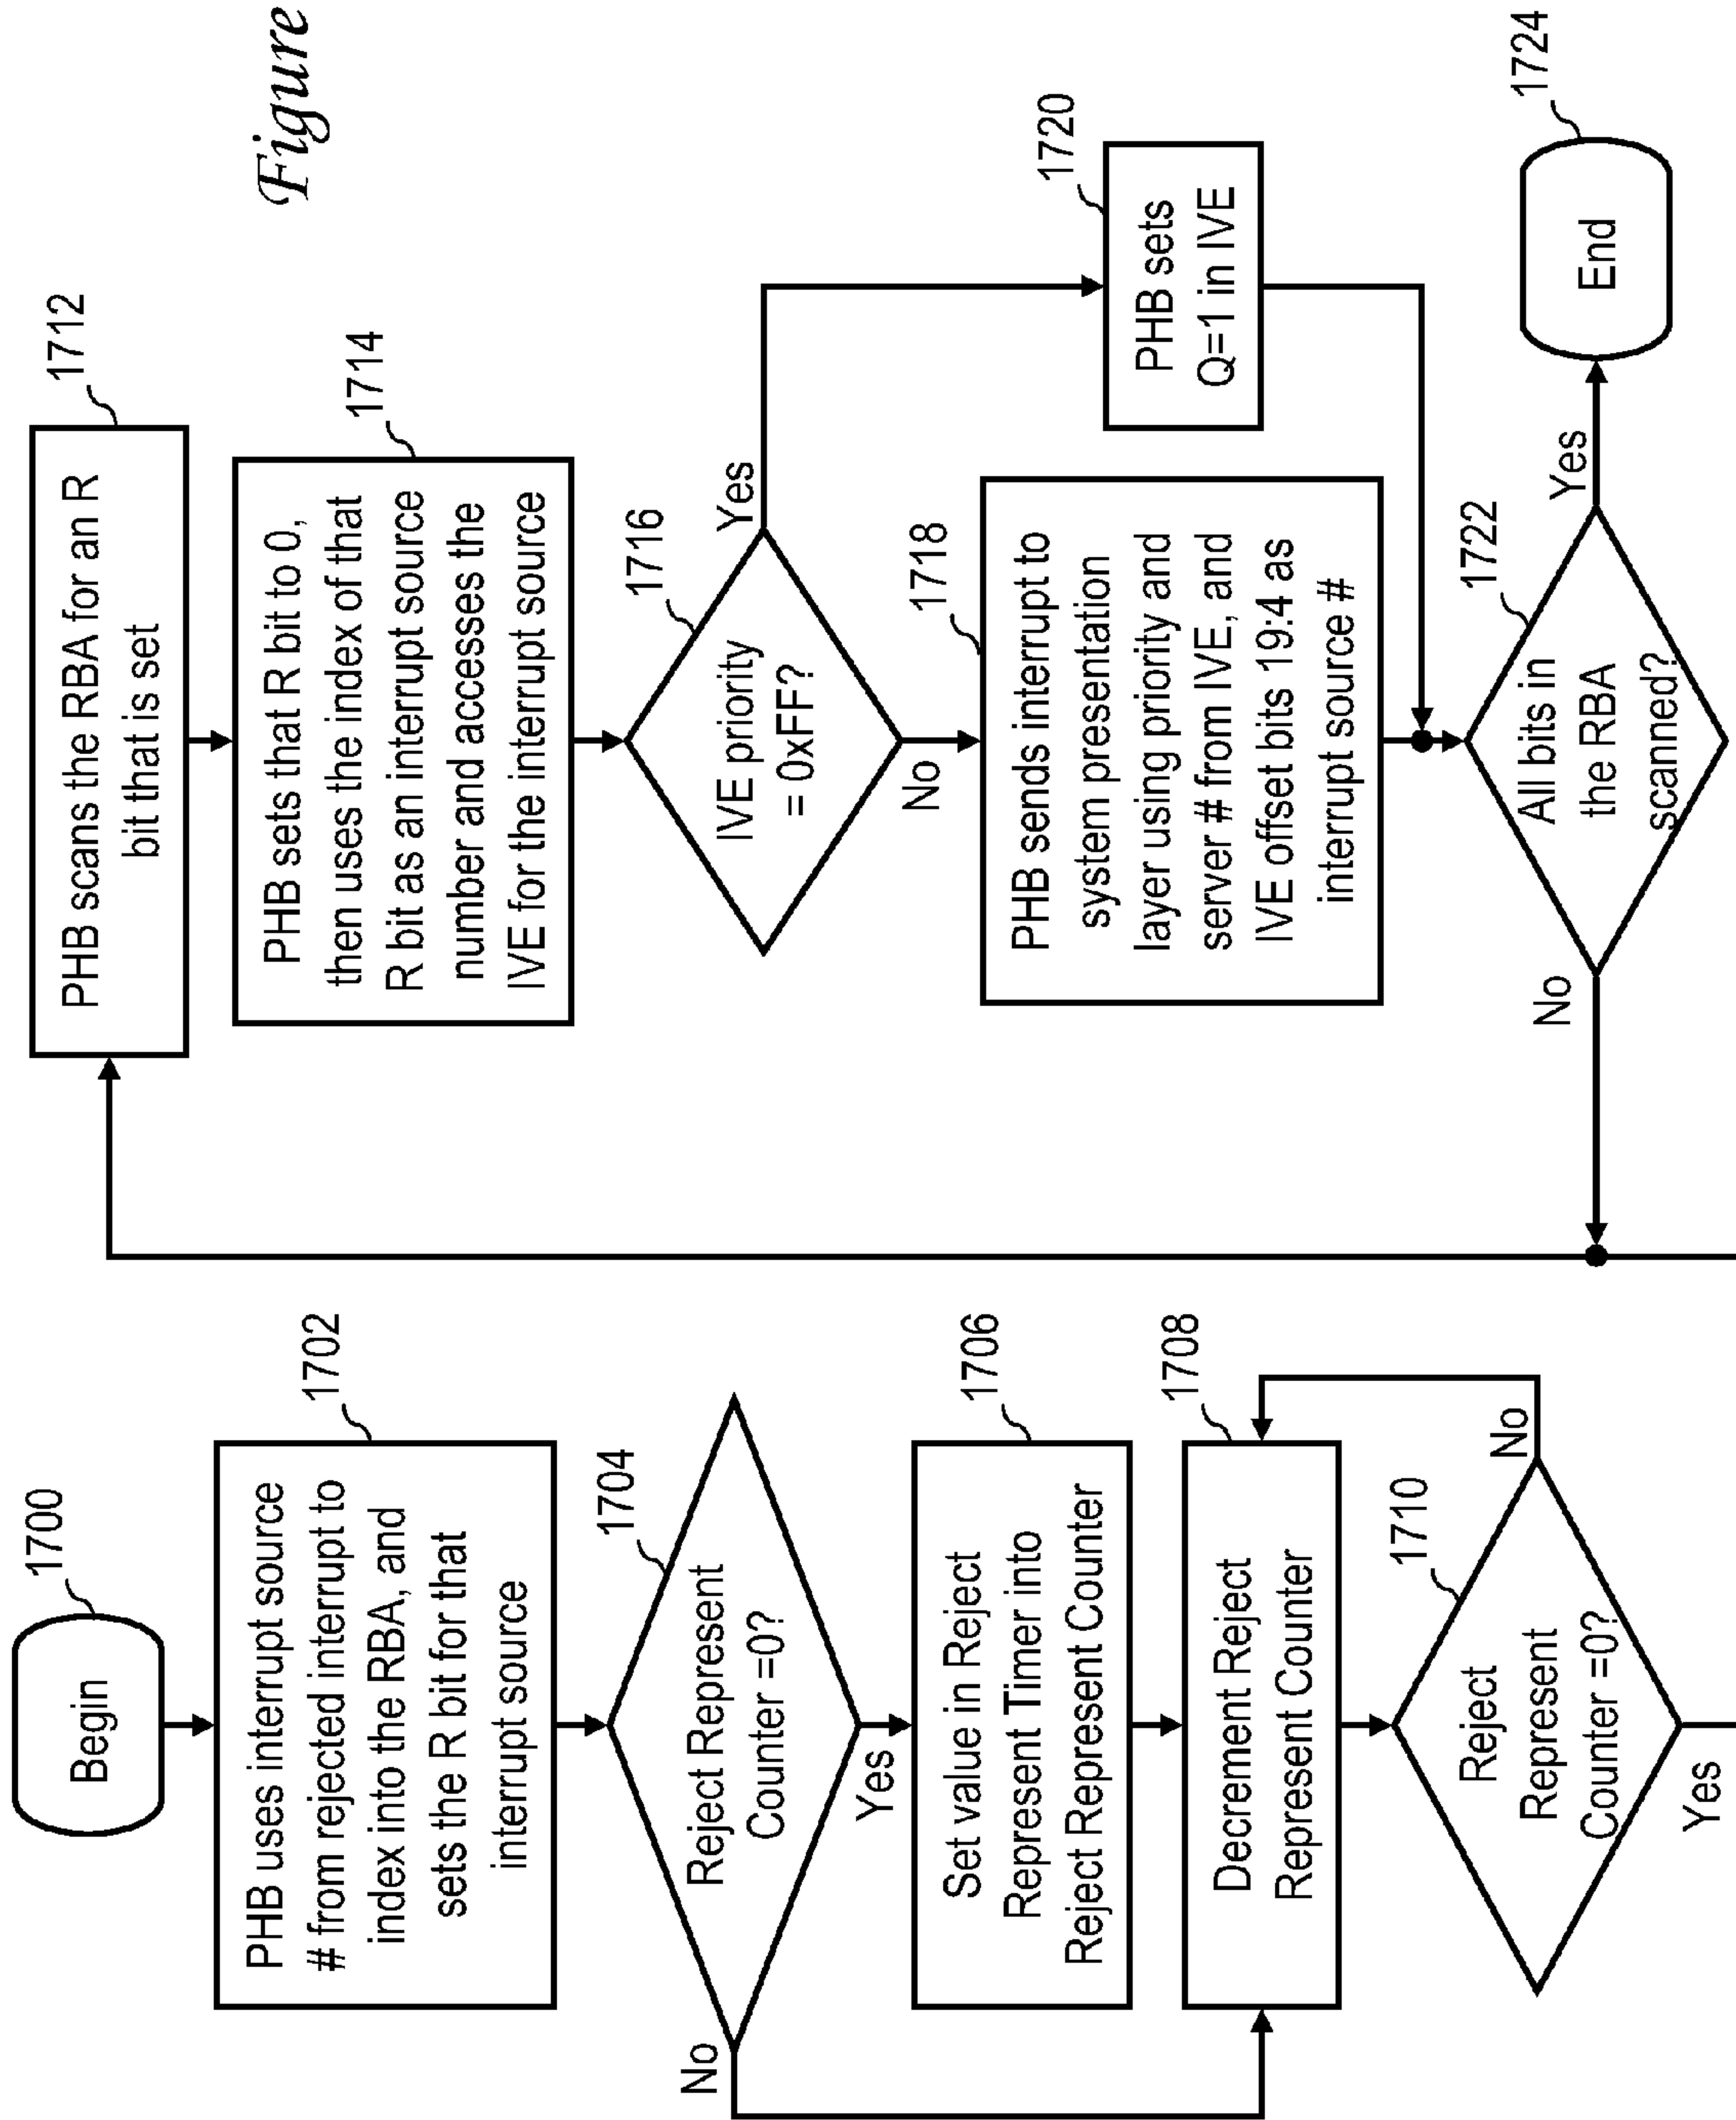 1700
Begin
1702
PHB uses interrupt source
# from rejected interrupt to
index into the RBA, and
sets the R bit for that
interrupt source
1704
Reject Represent
Counter =0?
No
Yes
1706
Set value in Reject
Represent Timer into
Reject Represent Counter
1708
Decrement Reject
Represent Counter
1710
Reject
Represent
Counter =0?
No
Yes
1712
PHB scans the RBA for an R
bit that is set
1714
PHB sets that R bit to 0,
then uses the index of that
R bit as an interrupt source
number and accesses the
IVE for the interrupt source
1716
IVE priority
= 0xFF?
Yes
No
1718
PHB sends interrupt to
system presentation
layer using priority and
server # from IVE, and
IVE offset bits 19:4 as
interrupt source #
1720
PHB sets
Q=1 in IVE
1722
All bits in
the RBA
scanned?
No
Yes
1724
End
Figure